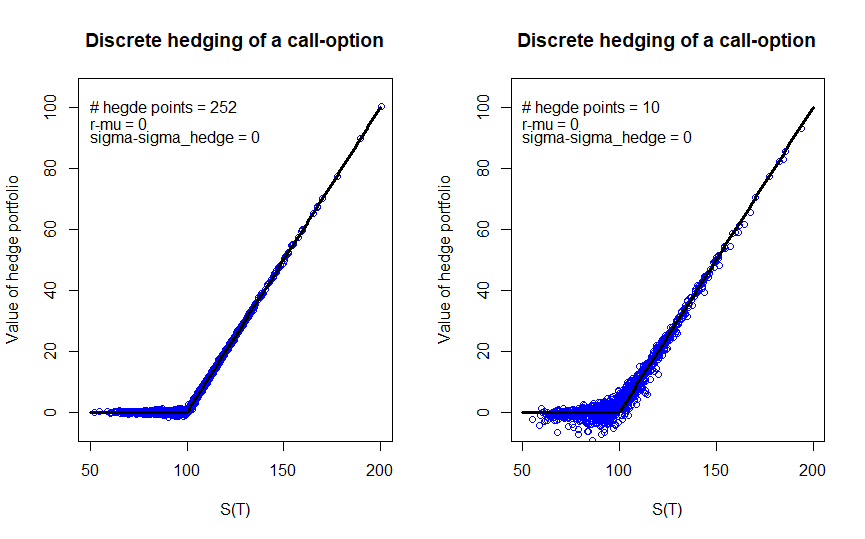 Discrete hedging of a call-option
# hegde points = 252
r-mu = 0
sigma-sigma_hedge = 0
Value of hedge portfolio
100
80
60
40
20
0
50
100
150
200
S(T)
Discrete hedging of a call-option
# hegde points = 10
r-mu = 0
sigma-sigma_hedge = 0
Value of hedge portfolio
100
80
60
40
20
0
50
100
150
200
S(T)